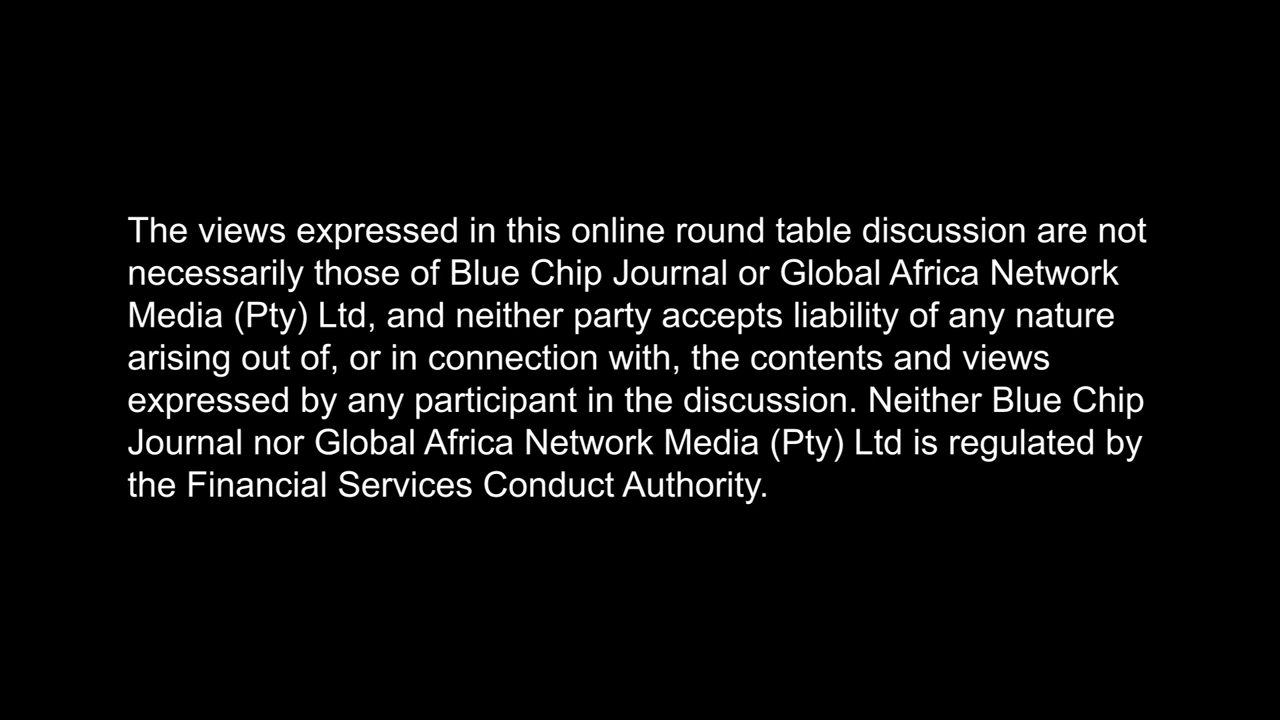 The views expressed in this online round table discussion are not
necessarily those of Blue Chip Journal or Global Africa Network
Media (Pty) Ltd, and neither party accepts liability of any nature
arising out of, or in connection with, the contents and views
expressed by any participant in the discussion. Neither Blue Chip
Journal nor Global Africa Network Media (Pty) Ltd is regulated by
the Financial Services Conduct Authority.